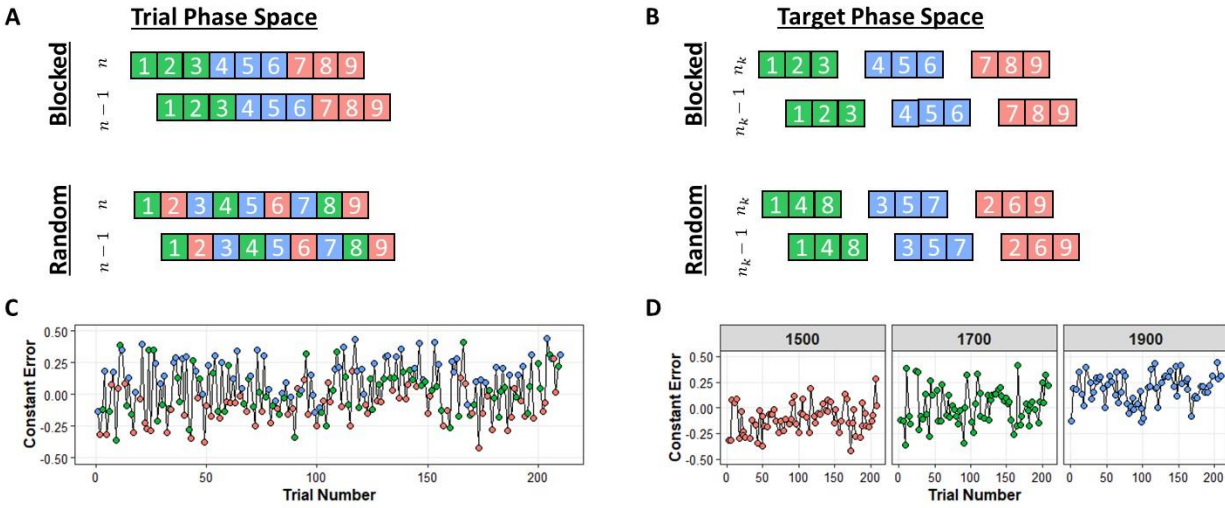 A
Trial Phase Space
Blocked
n
1 2 3 4 5 6 7 8 9
n − 1
1 2 3 4 5 6 7 8 9
Random
n
1 2 3 4 5 6 7 8 9
n − 1
1 2 3 4 5 6 7 8 9
B
Target Phase Space
Blocked
nₖ
1 2 3 4 5 6 7 8 9
nₖ − 1
1 2 3 4 5 6 7 8 9
Random
nₖ
1 4 8 3 5 7 2 6 9
nₖ − 1
1 4 8 3 5 7 2 6 9
C
Constant Error
0.50
0.25
0.00
-0.25
-0.50
0 50 100 150 200
Trial Number
D
1500 1700 1900
Constant Error
0.50
0.25
0.00
-0.25
-0.50
0 50 100 150 200 0 50 100 150 200 0 50 100 150 200
Trial Number